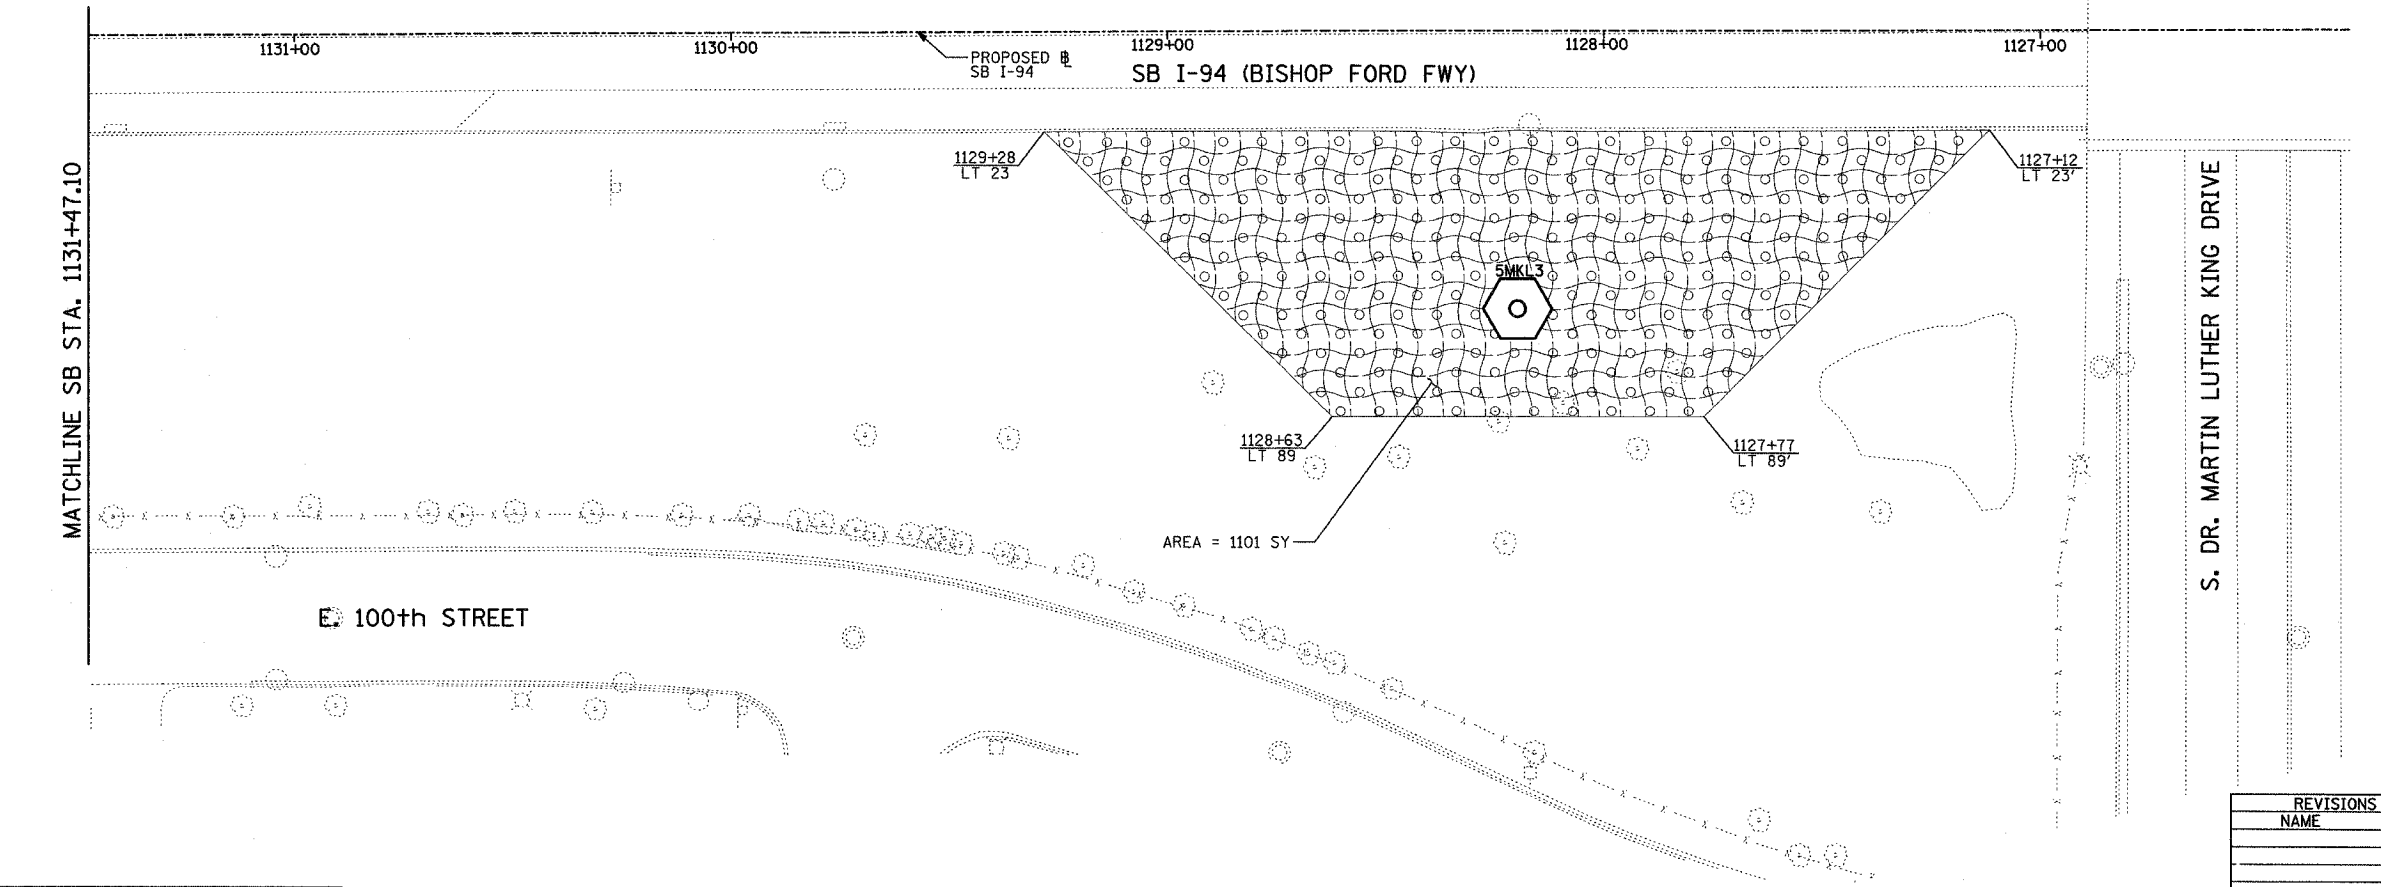 1131+00
1130+00
1129+00
1128+00
1127+00
PROPOSED ℄
SB I-94
SB I-94 (BISHOP FORD FWY)
MATCHLINE SB STA. 1131+47.10
1129+28
LT 23
1127+12
LT 23'
5MKL3
1128+63
LT 89
1127+77
LT 89'
AREA = 1101 SY
E. 100th STREET
S. DR. MARTIN LUTHER KING DRIVE
REVISIONS
NAME